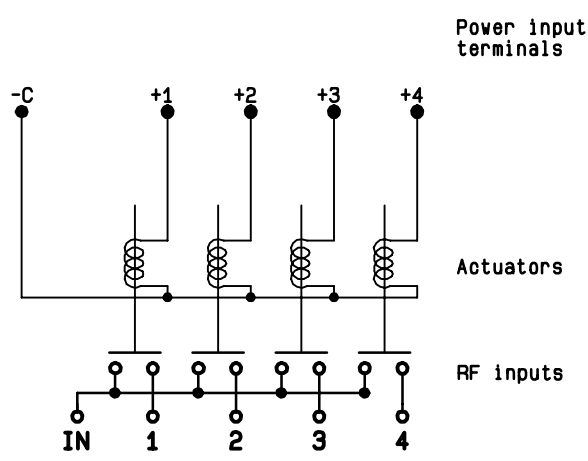 Power input
terminals
-C +1 +2 +3 +4
Actuators
RF inputs
IN 1 2 3 4